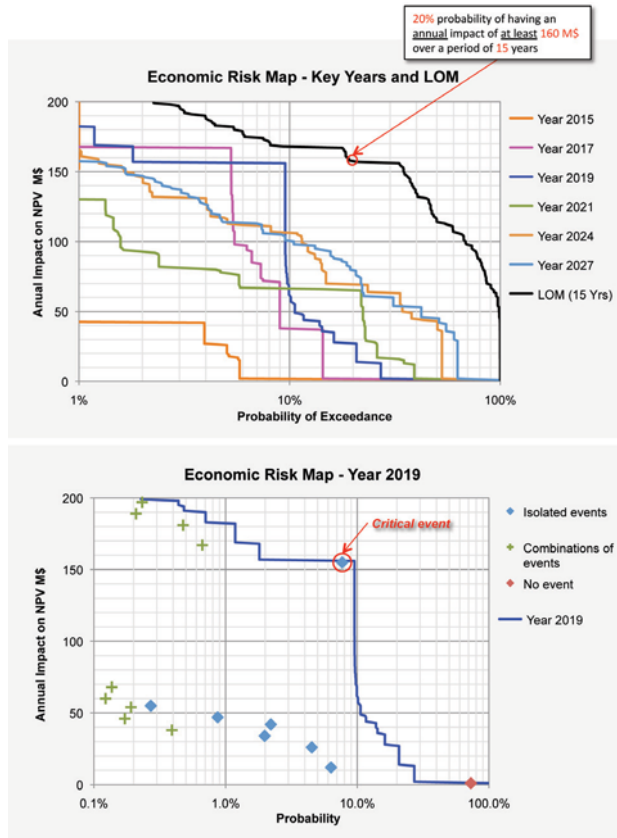 20% probability of having an
annual impact of at least 160 M$
over a period of 15 years
Economic Risk Map - Key Years and LOM
Anual Impact on NPV M$
200
150
100
50
0
1%
10%
100%
Probability of Exceedance
Year 2015
Year 2017
Year 2019
Year 2021
Year 2024
Year 2027
LOM (15 Yrs)
Economic Risk Map - Year 2019
Annual Impact on NPV M$
200
150
100
50
0
0.1%
1.0%
10.0%
100.0%
Probability
Critical event
Isolated events
Combinations of
events
No event
Year 2019